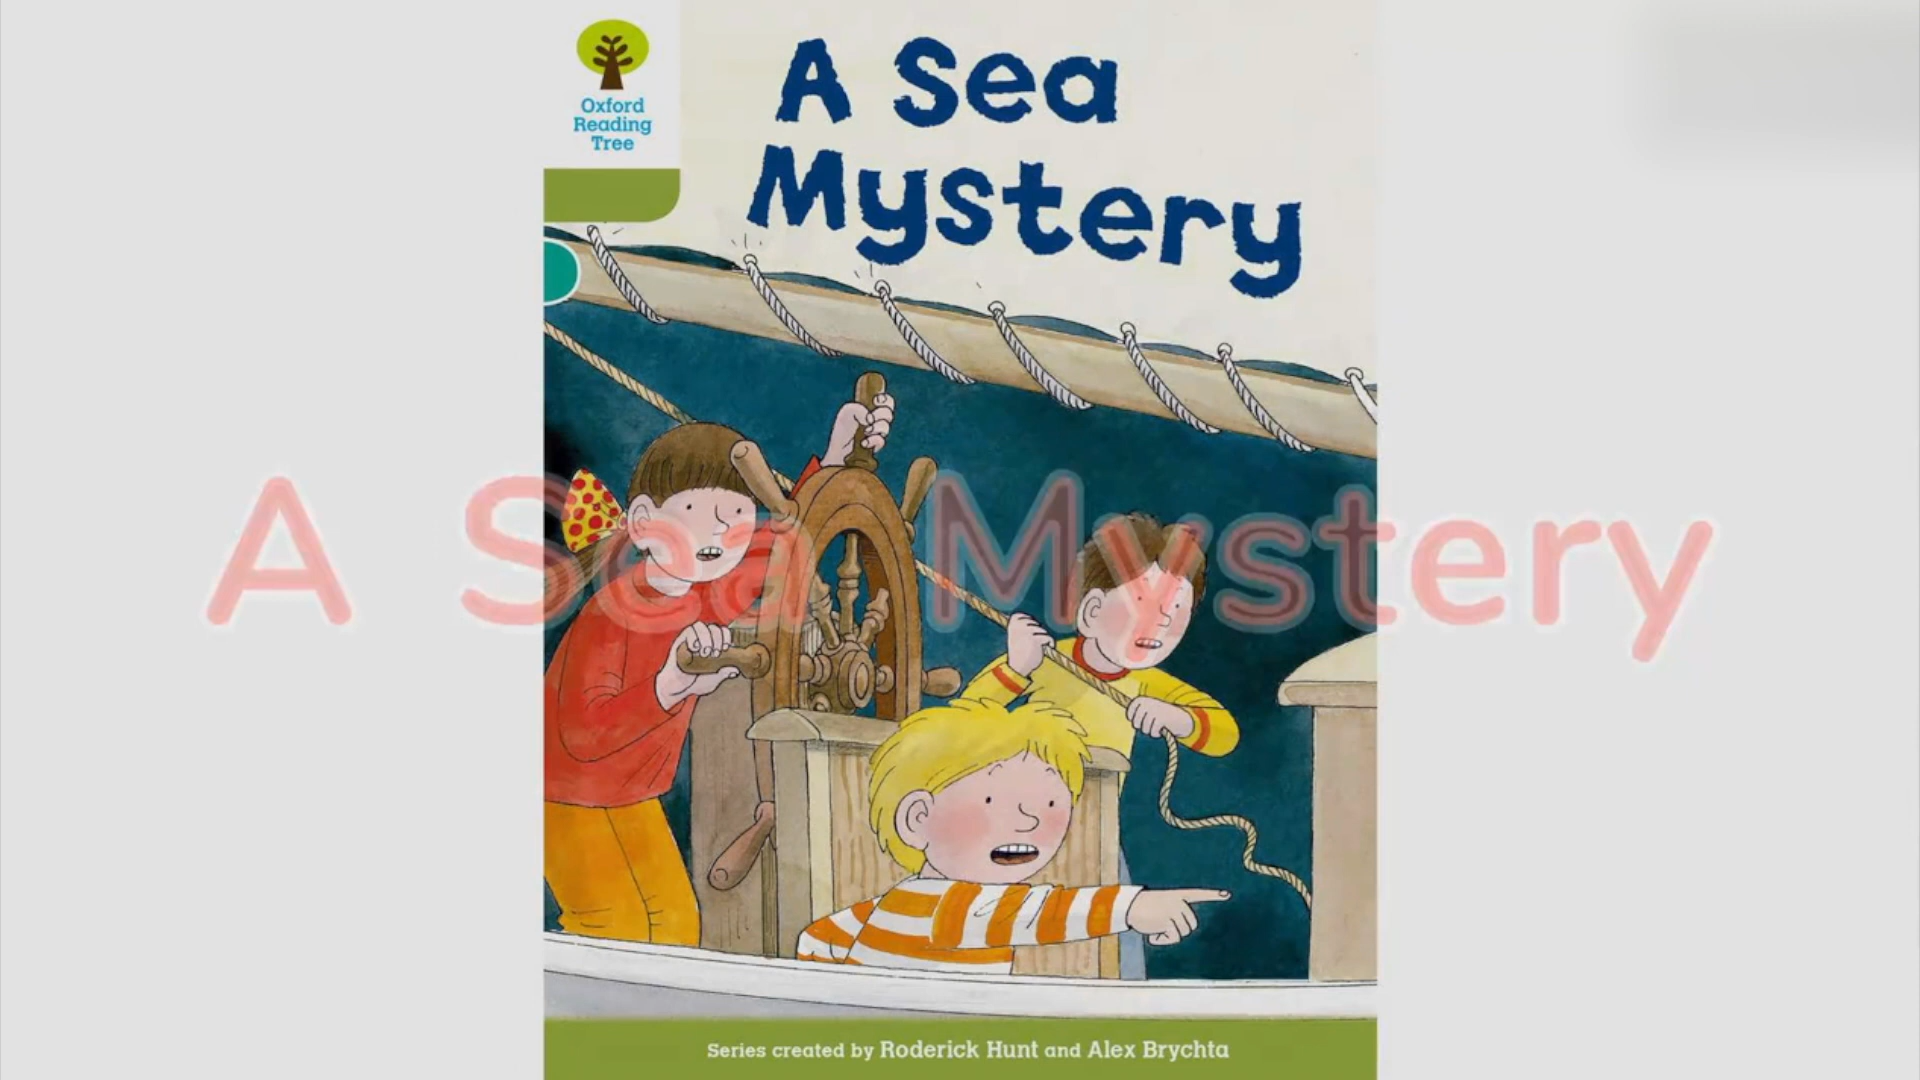 Oxford
Reading
Tree
A Sea
Mystery
A Sea Mystery
Series created by Roderick Hunt and Alex Brychta